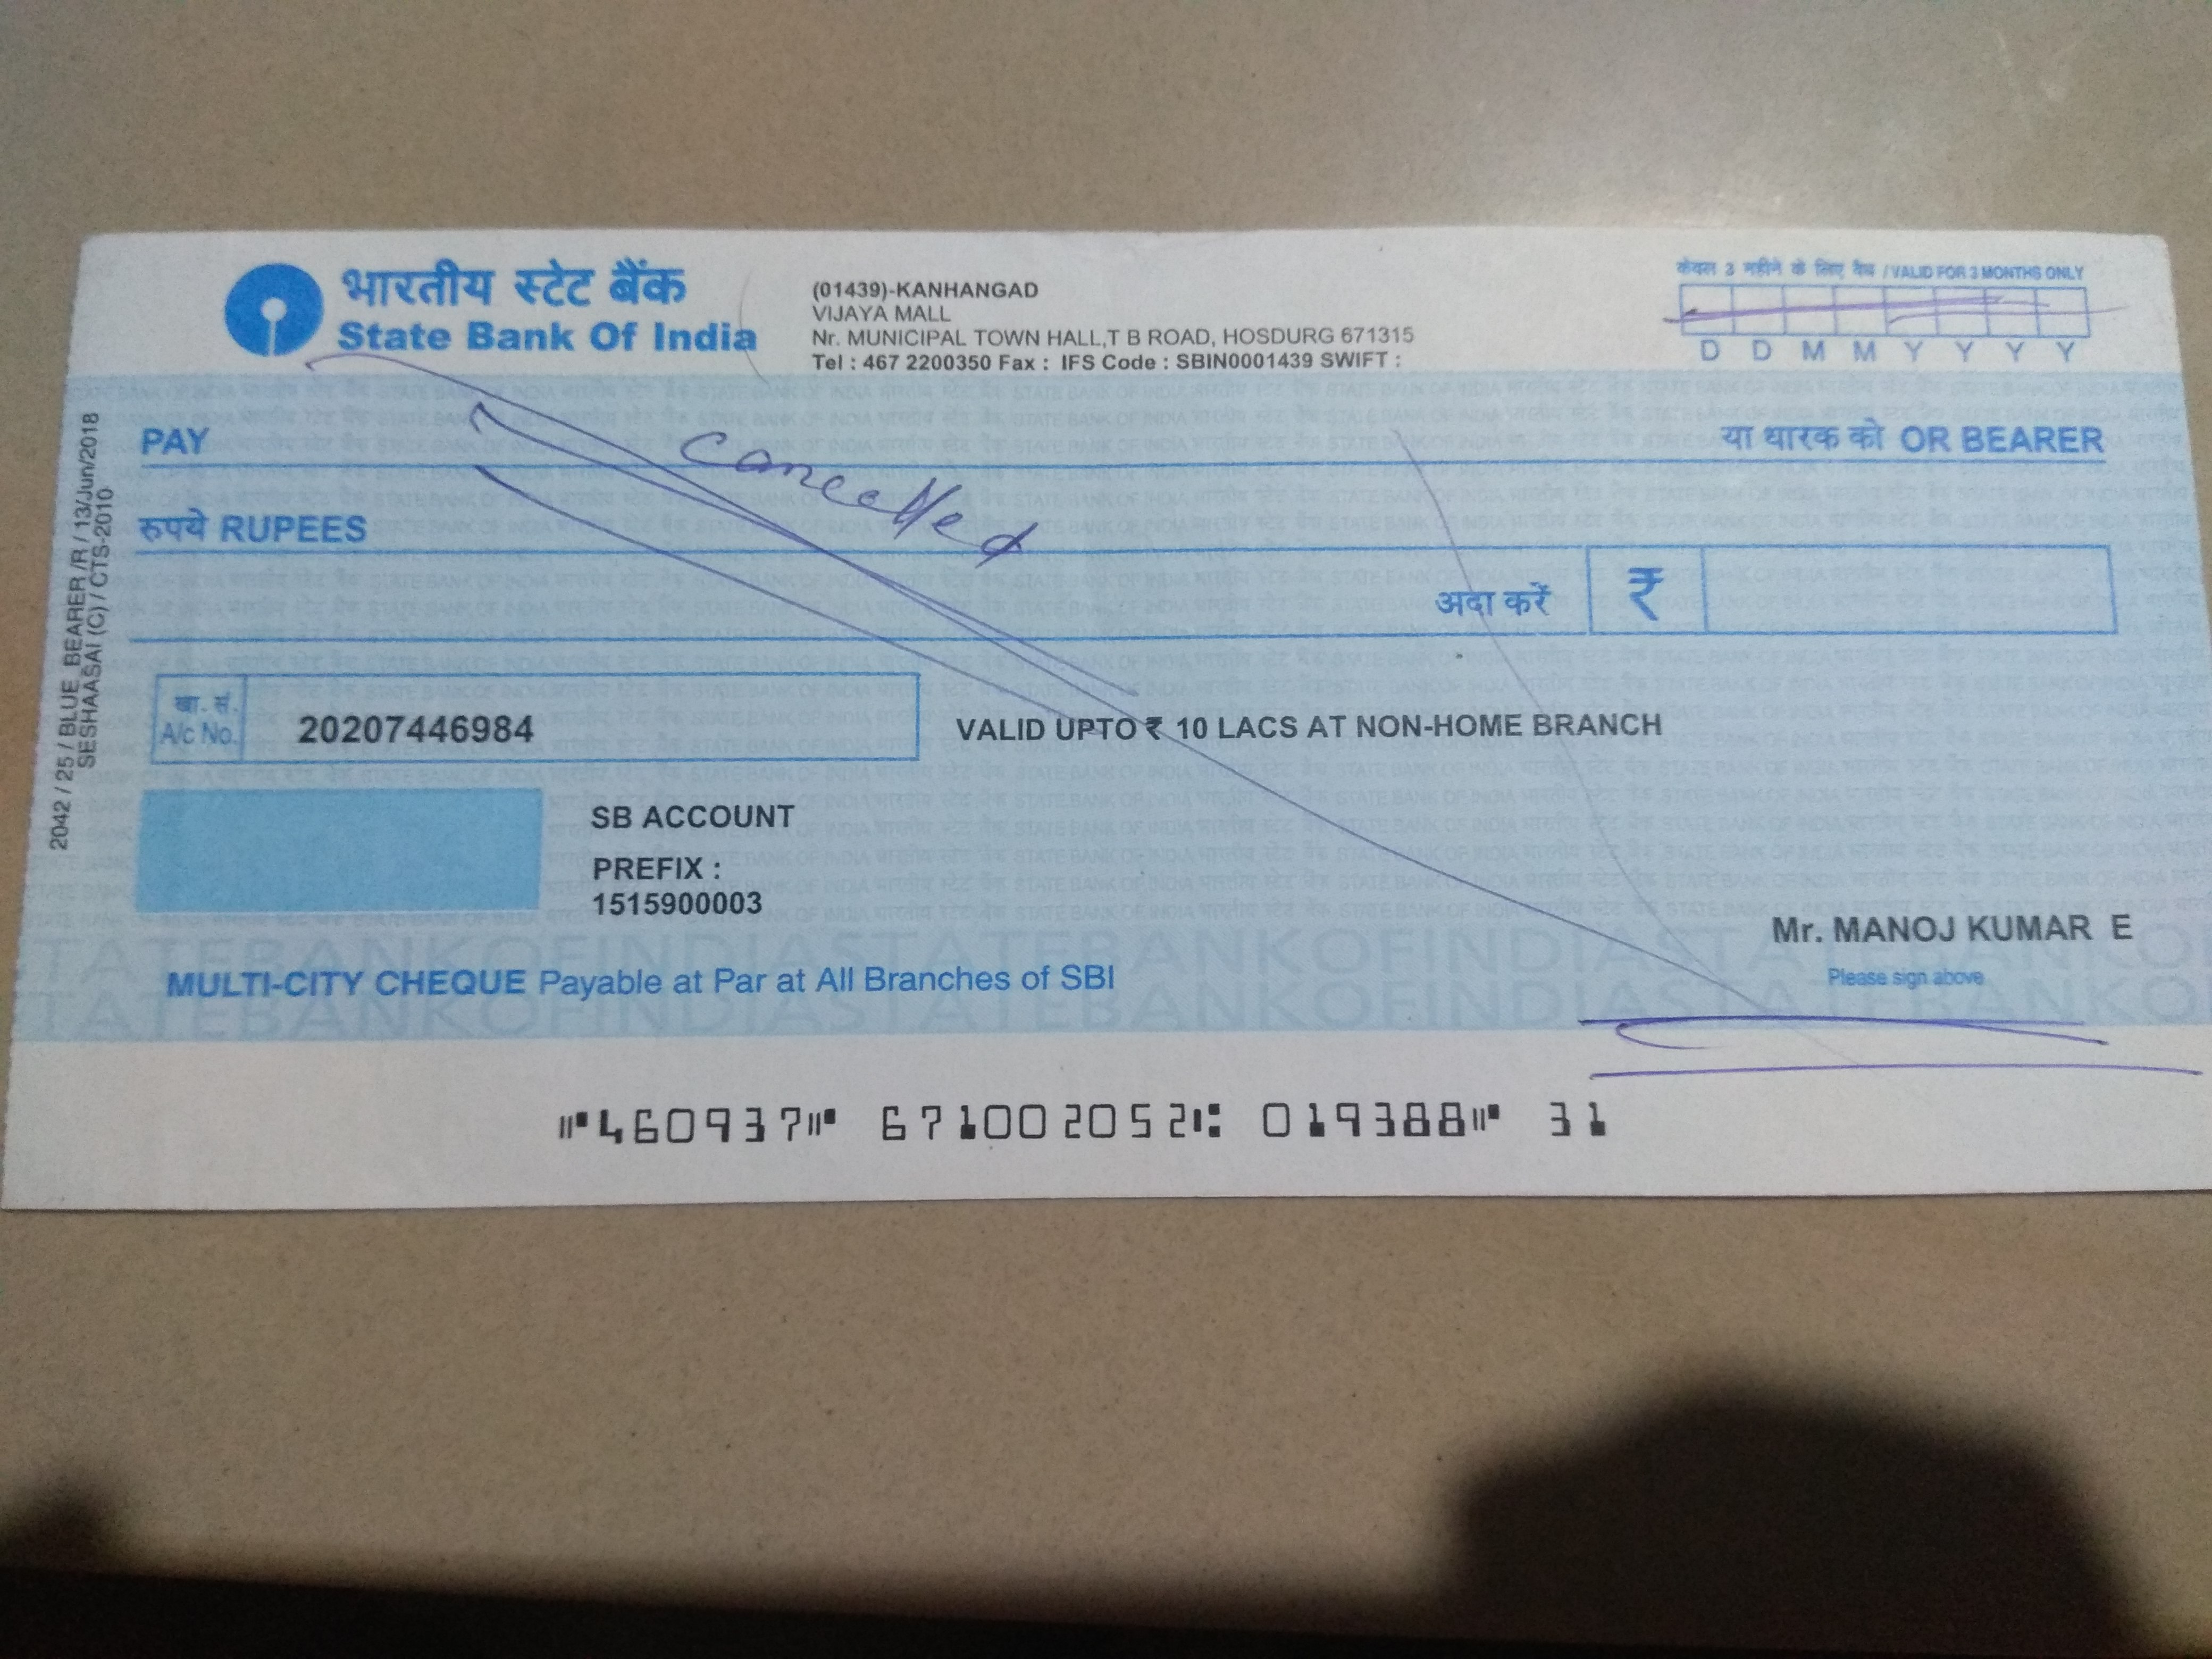 भारतीय स्टेट बैंक
State Bank Of India
(01439)-KANHANGAD
VIJAYA MALL
Nr. MUNICIPAL TOWN HALL,T B ROAD, HOSDURG 671315
Tel : 467 2200350 Fax : IFS Code : SBIN0001439 SWIFT :
केवल 3 महीने के लिए वैध / VALID FOR 3 MONTHS ONLY
D D M M Y Y Y Y
PAY
Cancelled
या धारक को OR BEARER
रुपये RUPEES
अदा करें ₹
खा. सं.
A/c No.
20207446984
VALID UPTO ₹ 10 LACS AT NON-HOME BRANCH
SB ACCOUNT
PREFIX :
1515900003
Mr. MANOJ KUMAR E
Please sign above
MULTI-CITY CHEQUE Payable at Par at All Branches of SBI
STATEBANKOFINDIASTATEBANKOFINDIASTATEBANKOF
STATEBANKOFINDIASTATEBANKOFINDIASTATEBANKOF
⑈460937⑈ 671002052⑆ 019388⑈ 31
2042 / 25 / BLUE BEARER /R / 13/Jun/2018
SESHAASAI (C) / CTS-2010